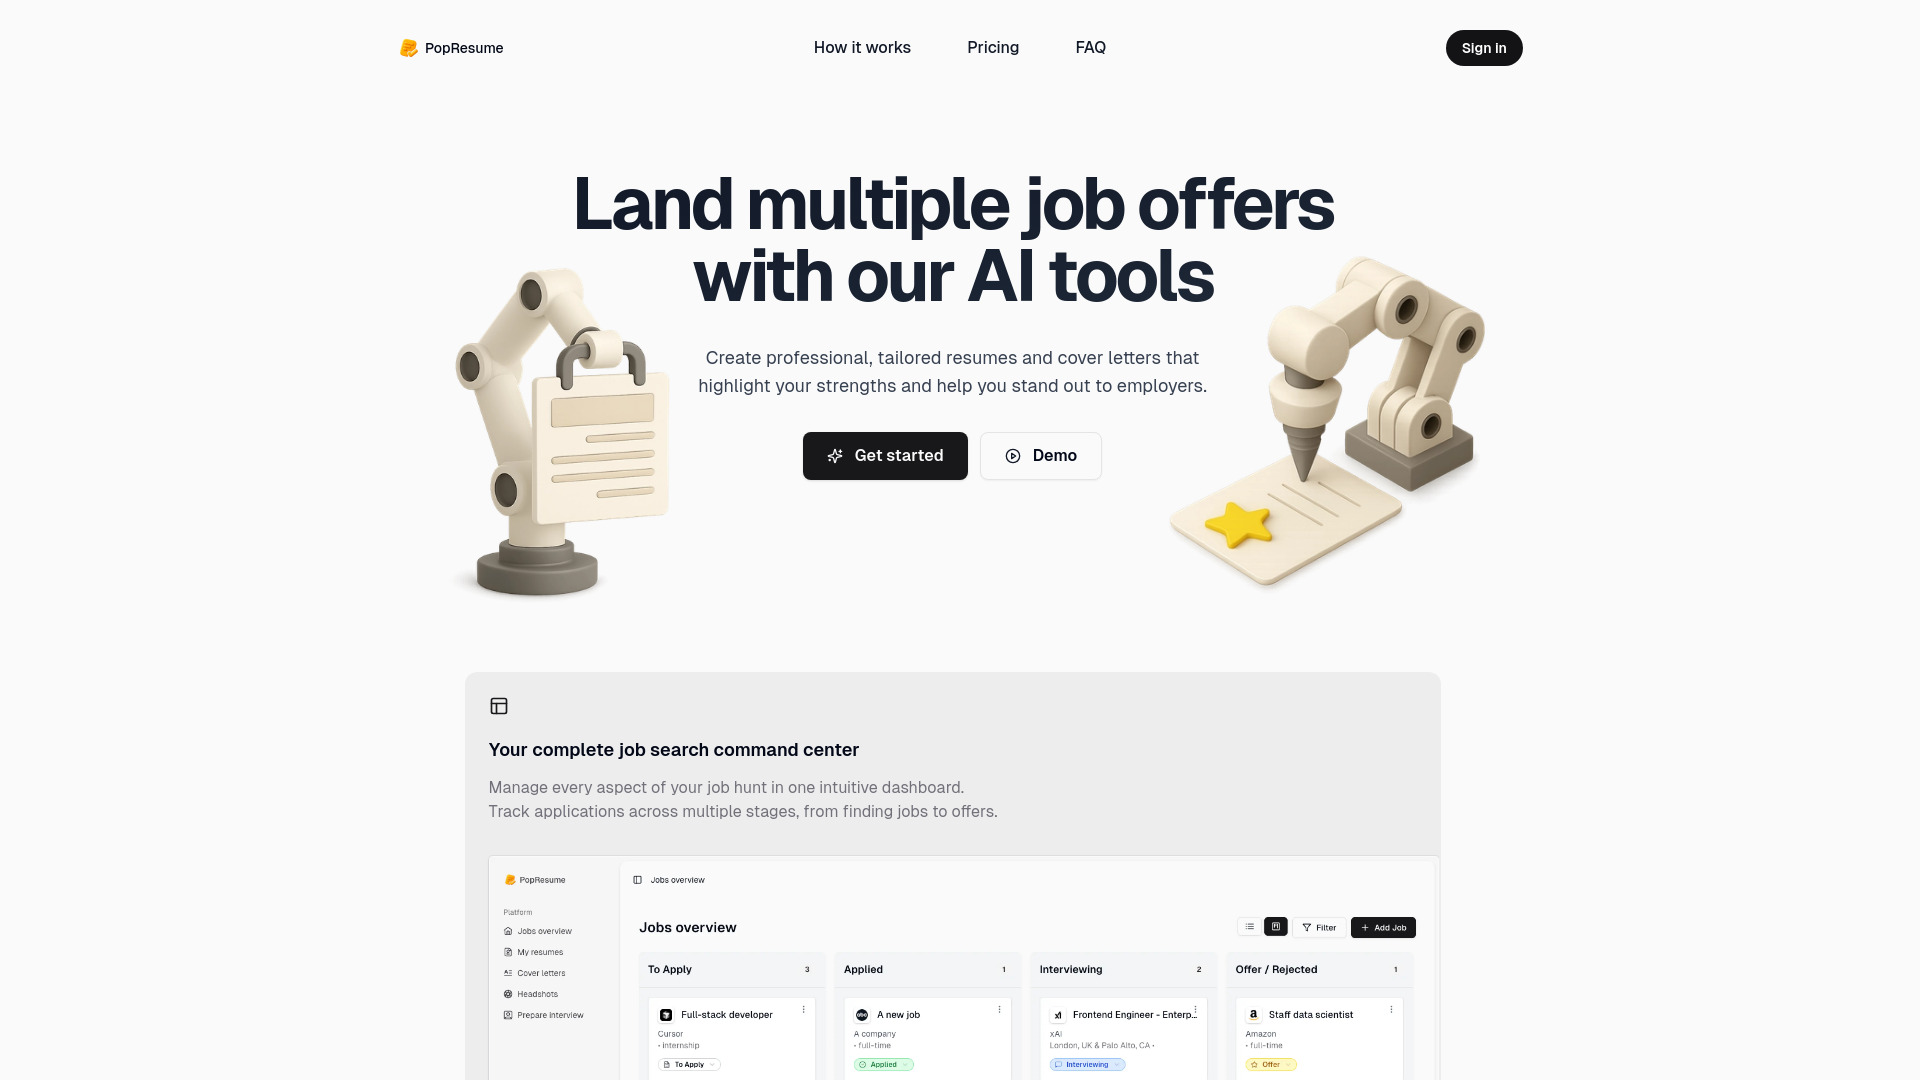 PopResume
How it works
Pricing
FAQ
Sign in
Land multiple job offers
with our AI tools
Create professional, tailored resumes and cover letters that
highlight your strengths and help you stand out to employers.
Get started
Demo
Your complete job search command center
Manage every aspect of your job hunt in one intuitive dashboard.
Track applications across multiple stages, from finding jobs to offers.
PopResume
Platform
Jobs overview
My resumes
Cover letters
Headshots
Prepare interview
Jobs overview
Jobs overview
Filter
Add Job
To Apply 3
Full-stack developer
Cursor
• internship
To Apply
Applied 1
A new job
A company
• full-time
Applied
Interviewing 2
Frontend Engineer - Enterp...
xAI
London, UK & Palo Alto, CA •
Interviewing
Offer / Rejected 1
Staff data scientist
Amazon
• full-time
Offer